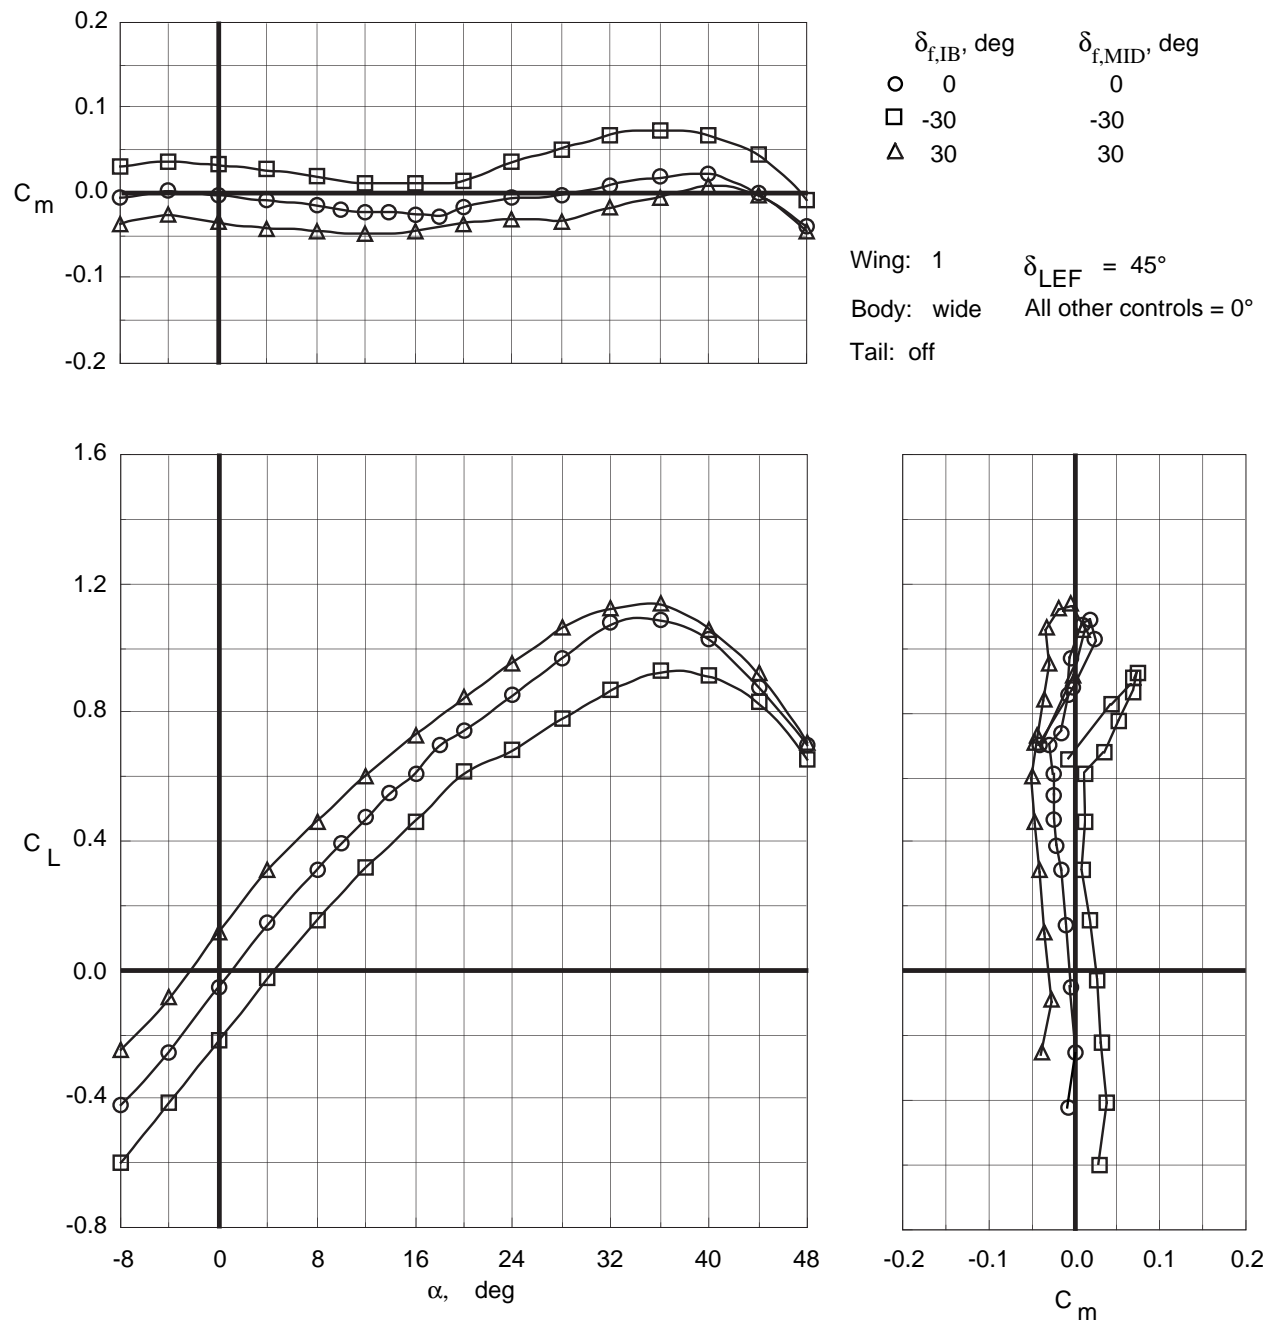 0.2
0.1
0.0
-0.1
-0.2
C m
δf,IB, deg δf,MID, deg
0 0
-30 -30
30 30
Wing: 1 δLEF = 45°
Body: wide All other controls = 0°
Tail: off
1.6
1.2
0.8
0.4
0.0
-0.4
-0.8
C L
-8 0 8 16 24 32 40 48
α, deg
-0.2 -0.1 0.0 0.1 0.2
C m